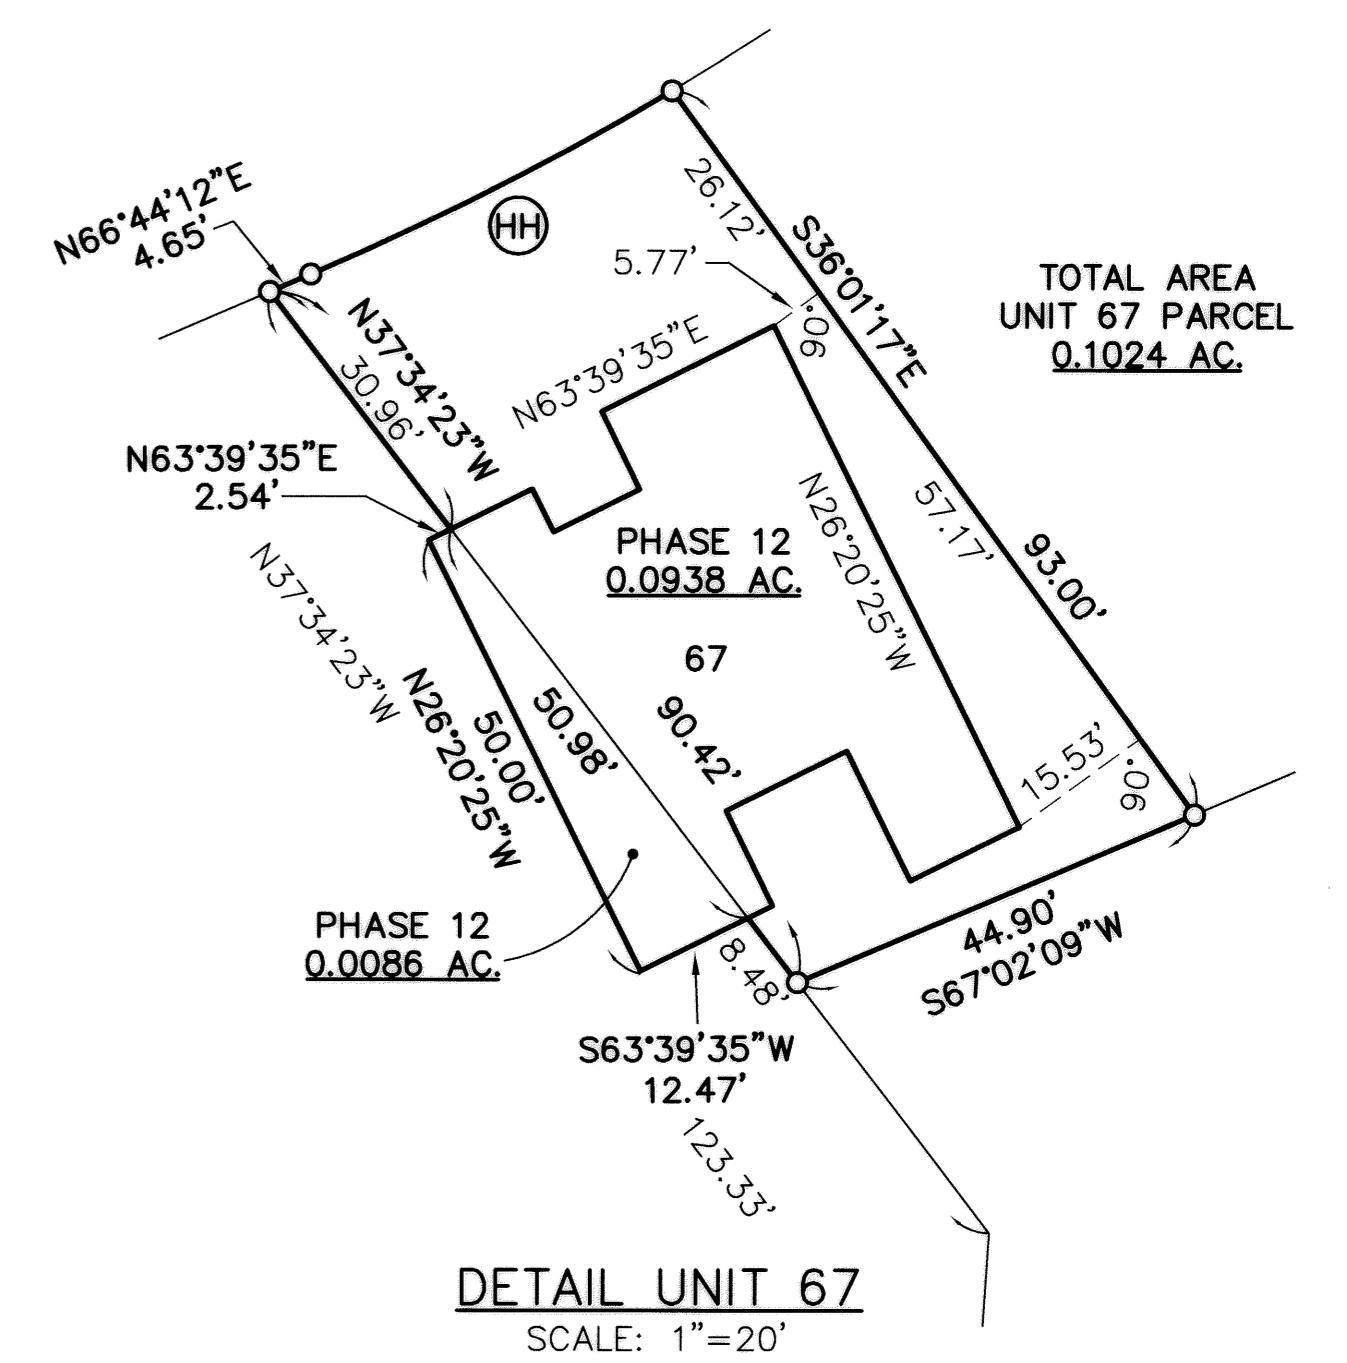 N66°44'12"E
4.65'
HH
26.12'
5.77'
S36°01'17"E
93.00'
90°
TOTAL AREA
UNIT 67 PARCEL
0.1024 AC.
N37°34'23"W
30.96'
N63°39'35"E
N63°39'35"E
2.54'
PHASE 12
0.0938 AC.
N26°20'25"W
57.17'
N37°34'23"W
67
N26°20'25"W
50.00'
50.98'
90.42'
15.53'
90°
PHASE 12
0.0086 AC.
8.48'
44.90'
S67°02'09"W
S63°39'35"W
12.47'
123.33'
DETAIL UNIT 67
SCALE: 1"=20'